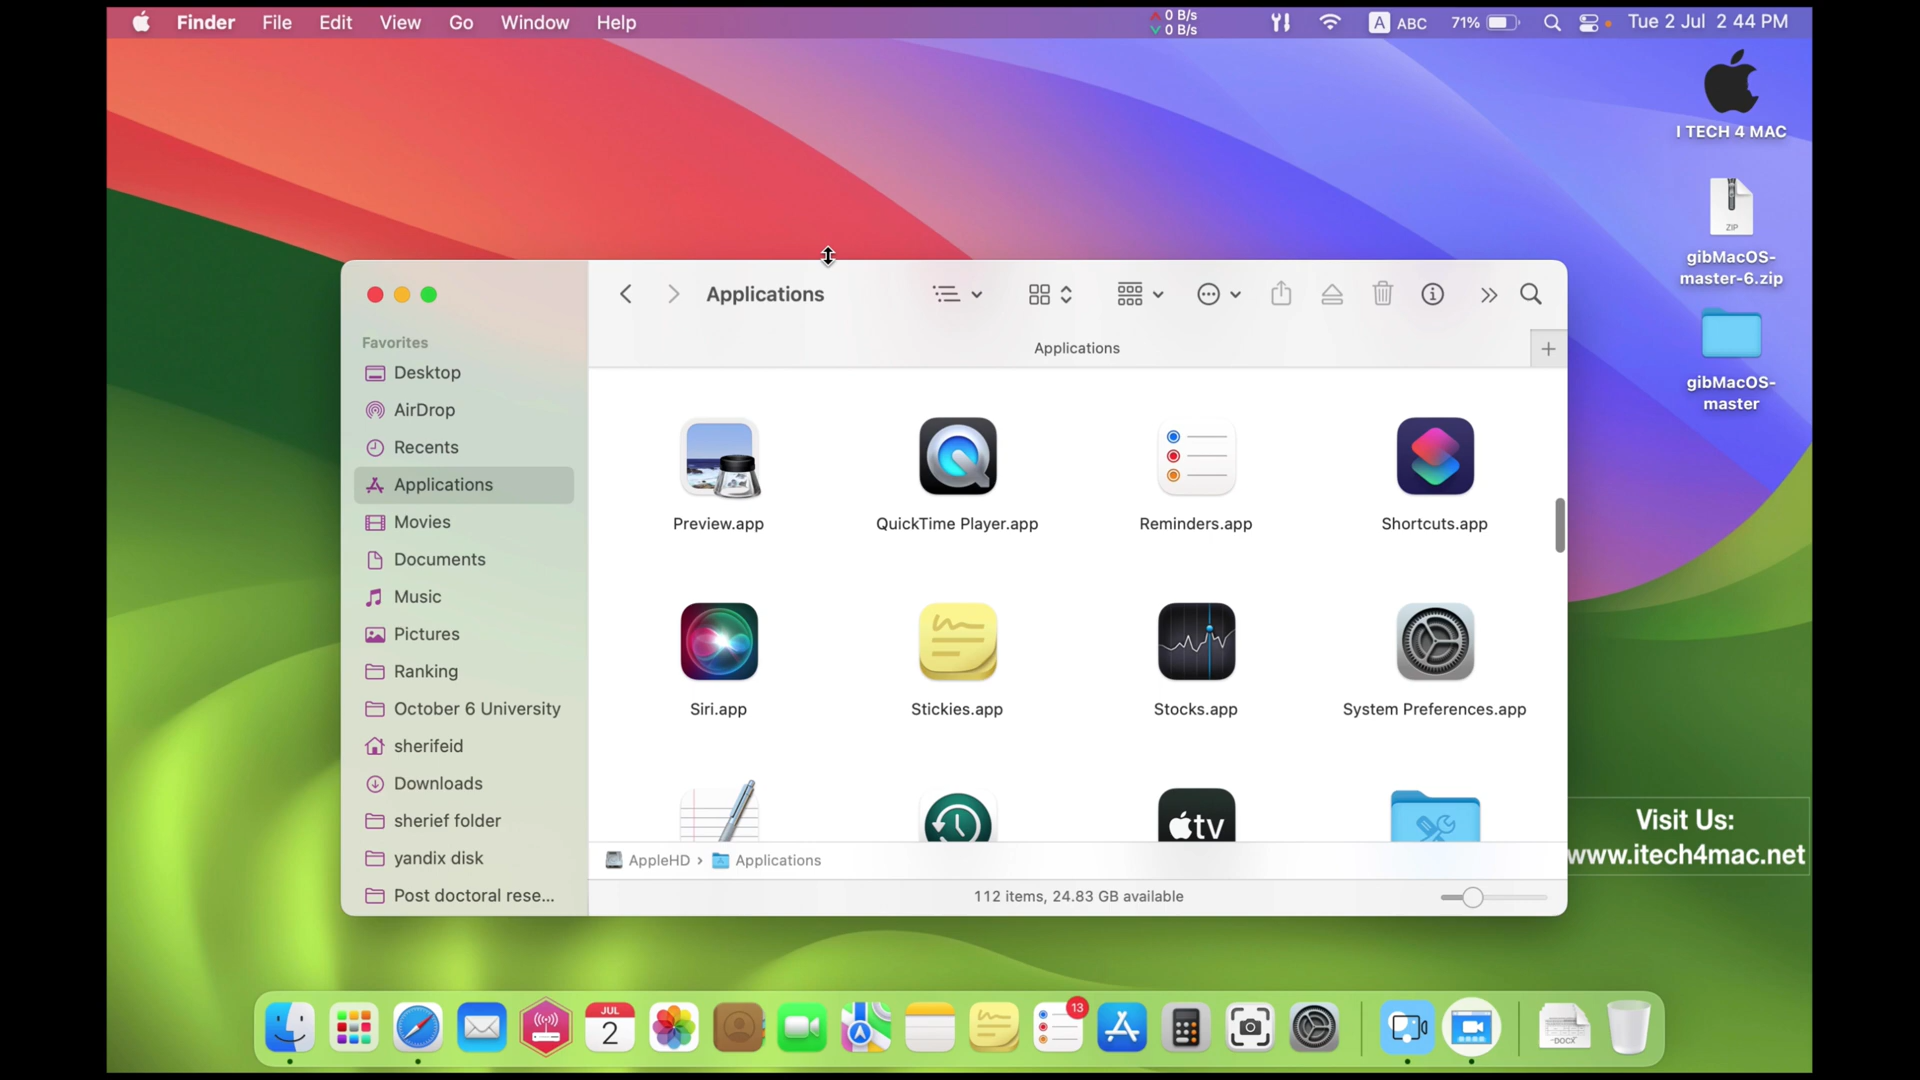 Finder File Edit View Go Window Help
0 B/s
0 B/s
A ABC 71% Tue 2 Jul 2 44 PM
I TECH 4 MAC
ZIP
gibMacOS-
master-6.zip
gibMacOS-
master
Applications
Applications
Favorites
Desktop
AirDrop
Recents
Applications
Movies
Documents
Music
Pictures
Ranking
October 6 University
sherifeid
Downloads
sherief folder
yandix disk
Post doctoral rese...
Preview.app QuickTime Player.app Reminders.app Shortcuts.app
Siri.app Stickies.app Stocks.app System Preferences.app
tv
AppleHD › Applications
112 items, 24.83 GB available
Visit Us:
www.itech4mac.net
JUL
2
13
DOCX